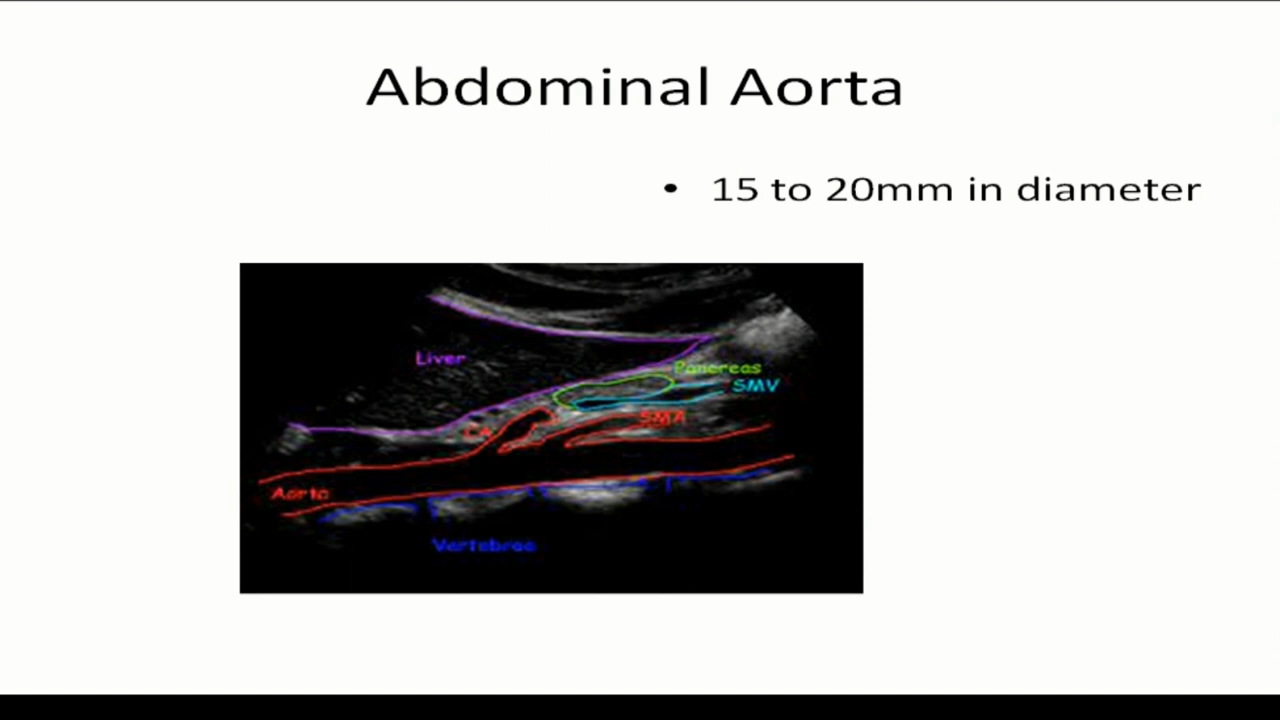 Abdominal Aorta
• 15 to 20mm in diameter
Liver
Pancreas
SMV
SMA
CA
Aorta
Vertebrae